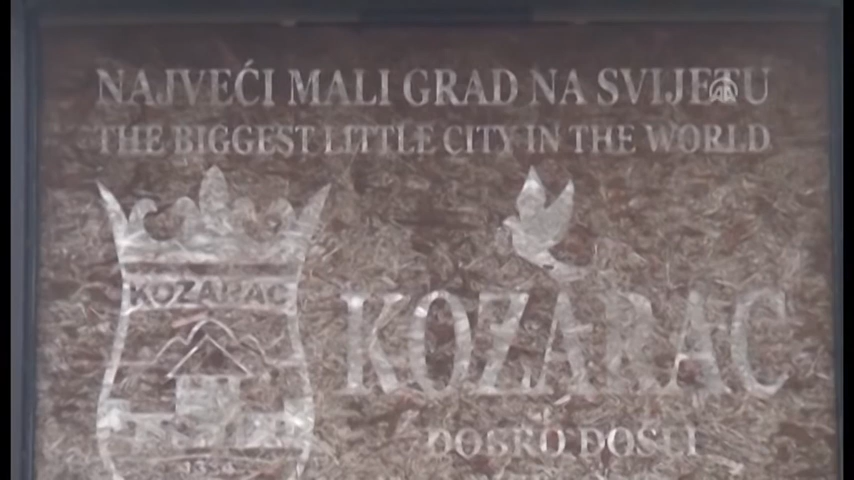 NAJVEĆI MALI GRAD NA SVIJETU
THE BIGGEST LITTLE CITY IN THE WORLD
KOZARAC
KOZARAC
DOBRO DOŠLI